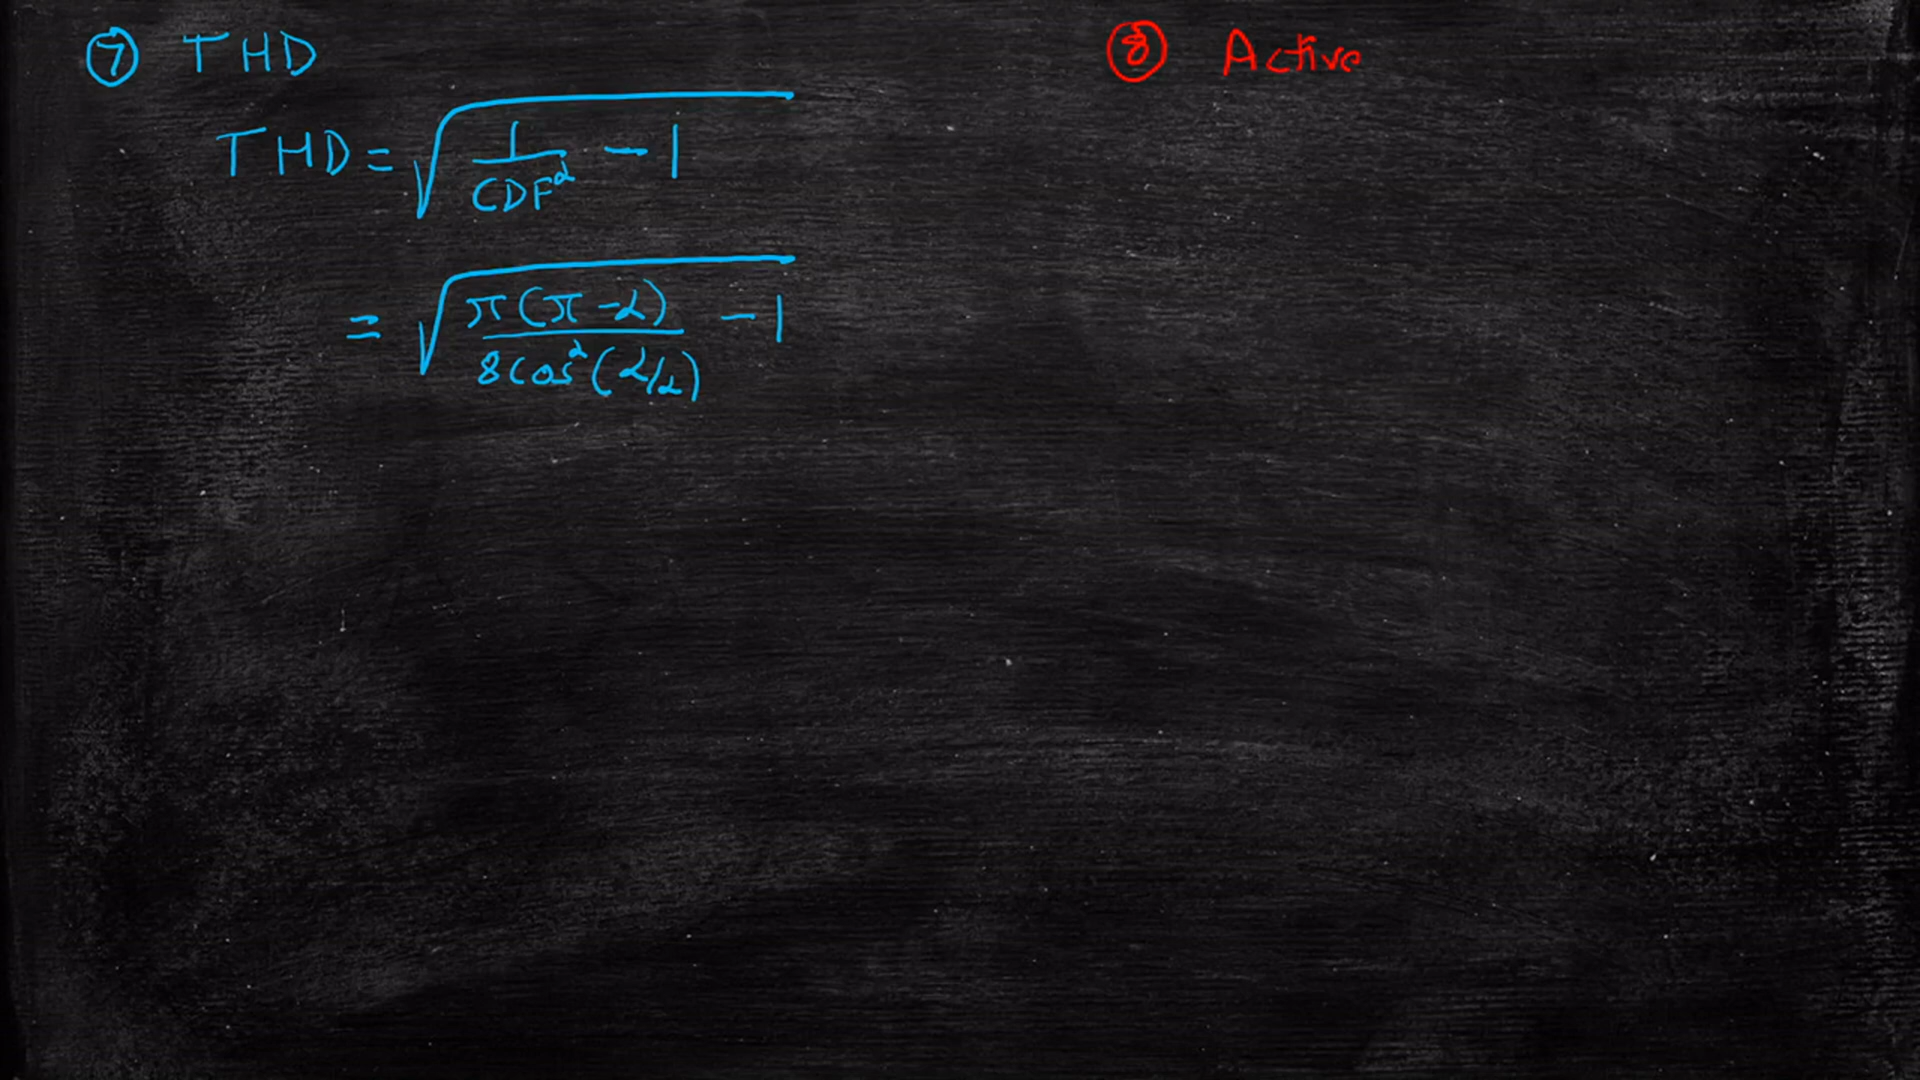 ⑦ THD
THD = √(1/CDF² − 1)
= √(π(π−α)/8cos²(α/2) − 1)
⑧ Active